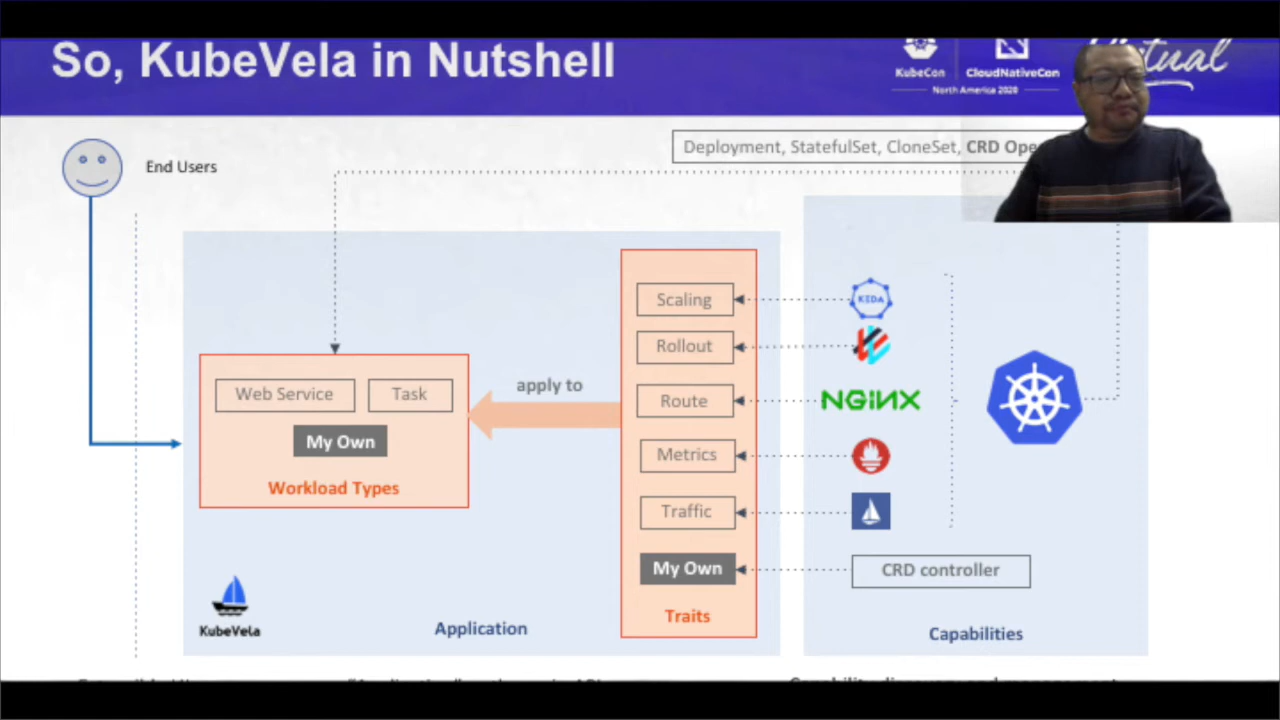 So, KubeVela in Nutshell
KubeCon
CloudNativeCon
North America 2020
End Users
Deployment, StatefulSet, CloneSet, CRD
Scaling
KEDA
Rollout
apply to
Web Service
Task
Route
NGINX
My Own
Metrics
Workload Types
Traffic
My Own
CRD controller
Traits
KubeVela
Application
Capabilities